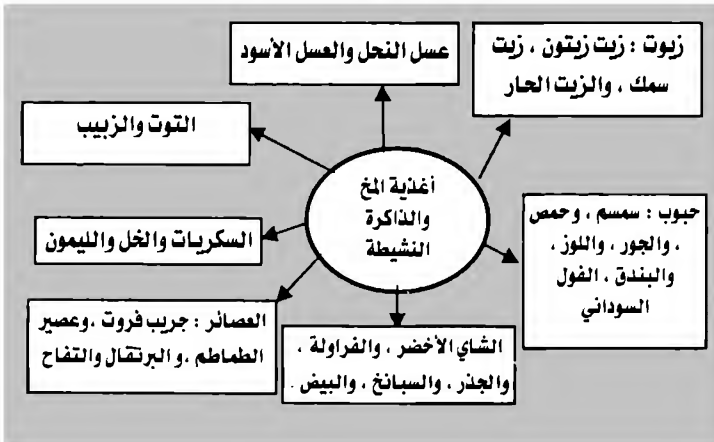 زيوت : زيت زيتون ، زيت
سمك ، والزيت الحار
عسل النحل والعسل الأسود
التوت والزبيب
أغذية المخ
والذاكرة
النشيطة
حبوب : سمسم ، وحمص
، والجور ، واللوز ،
والبندق ، الفول
السوداني
السكريات والخل والليمون
العصائر : جريب فروت ،وعصير
الطماطم ،و البرتقال والتفاح
الشاي الأخضر ، والفراولة ،
والجذر ، والسبانخ ، والبيض .